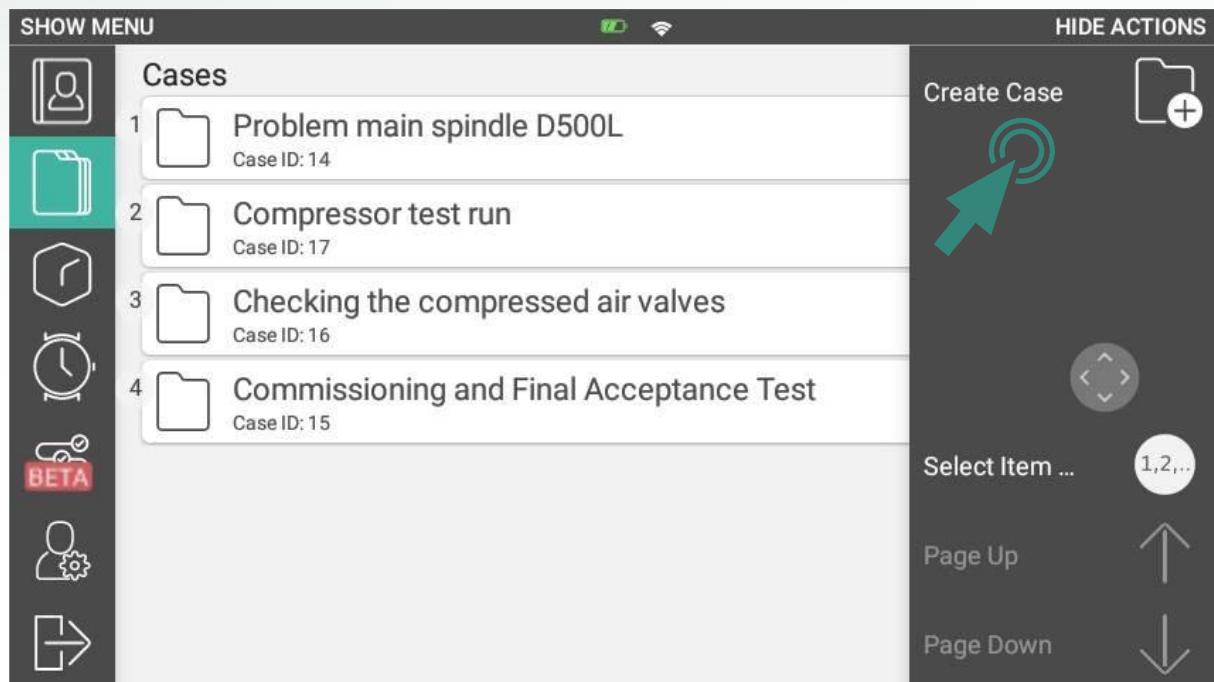 SHOW MENU
HIDE ACTIONS
Cases
1
Problem main spindle D500L
Case ID: 14
2
Compressor test run
Case ID: 17
3
Checking the compressed air valves
Case ID: 16
4
Commissioning and Final Acceptance Test
Case ID: 15
BETA
Create Case
Select Item ...
1,2,..
Page Up
Page Down